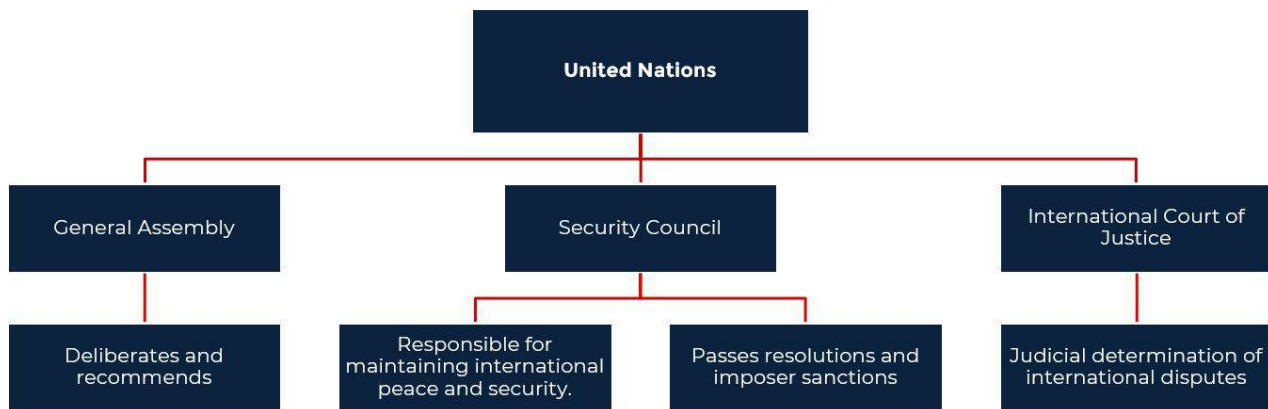 United Nations
General Assembly
Security Council
International Court of
Justice
Deliberates and
recommends
Responsible for
maintaining international
peace and security.
Passes resolutions and
imposer sanctions
Judicial determination of
international disputes